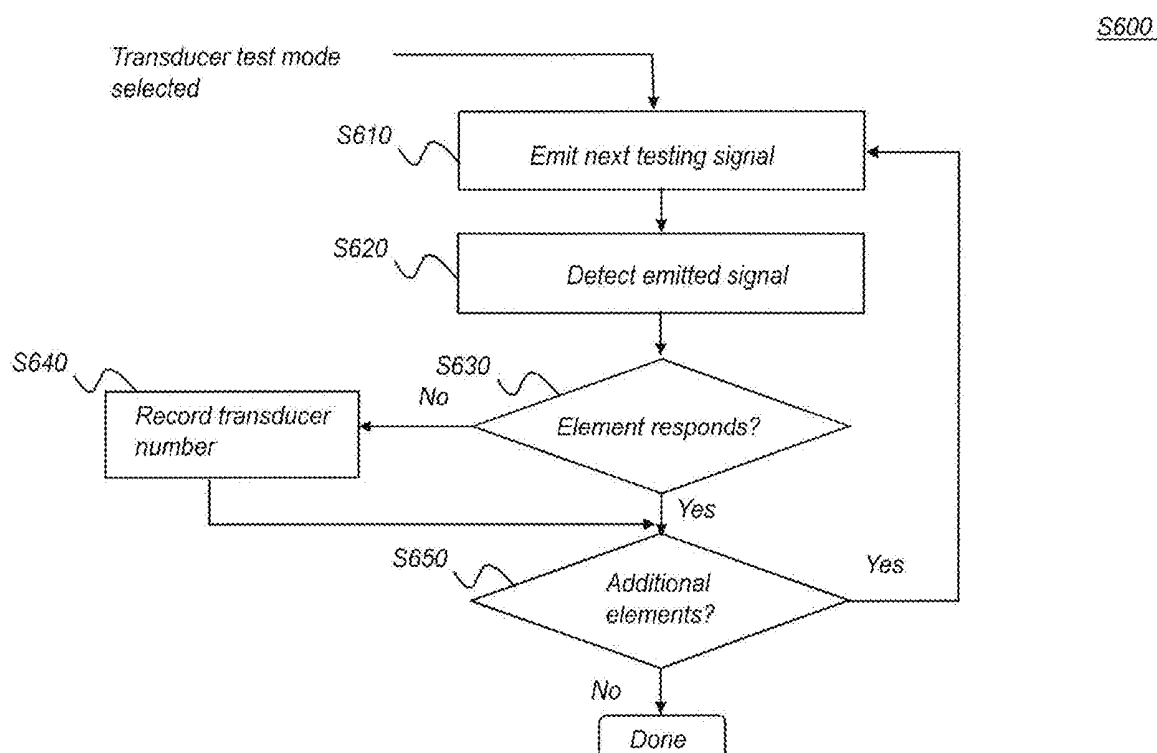 S600
Transducer test mode
selected
S610
Emit next testing signal
S620
Detect emitted signal
S640
S630
No
Record transducer
number
Element responds?
Yes
S650
Yes
Additional
elements?
No
Done